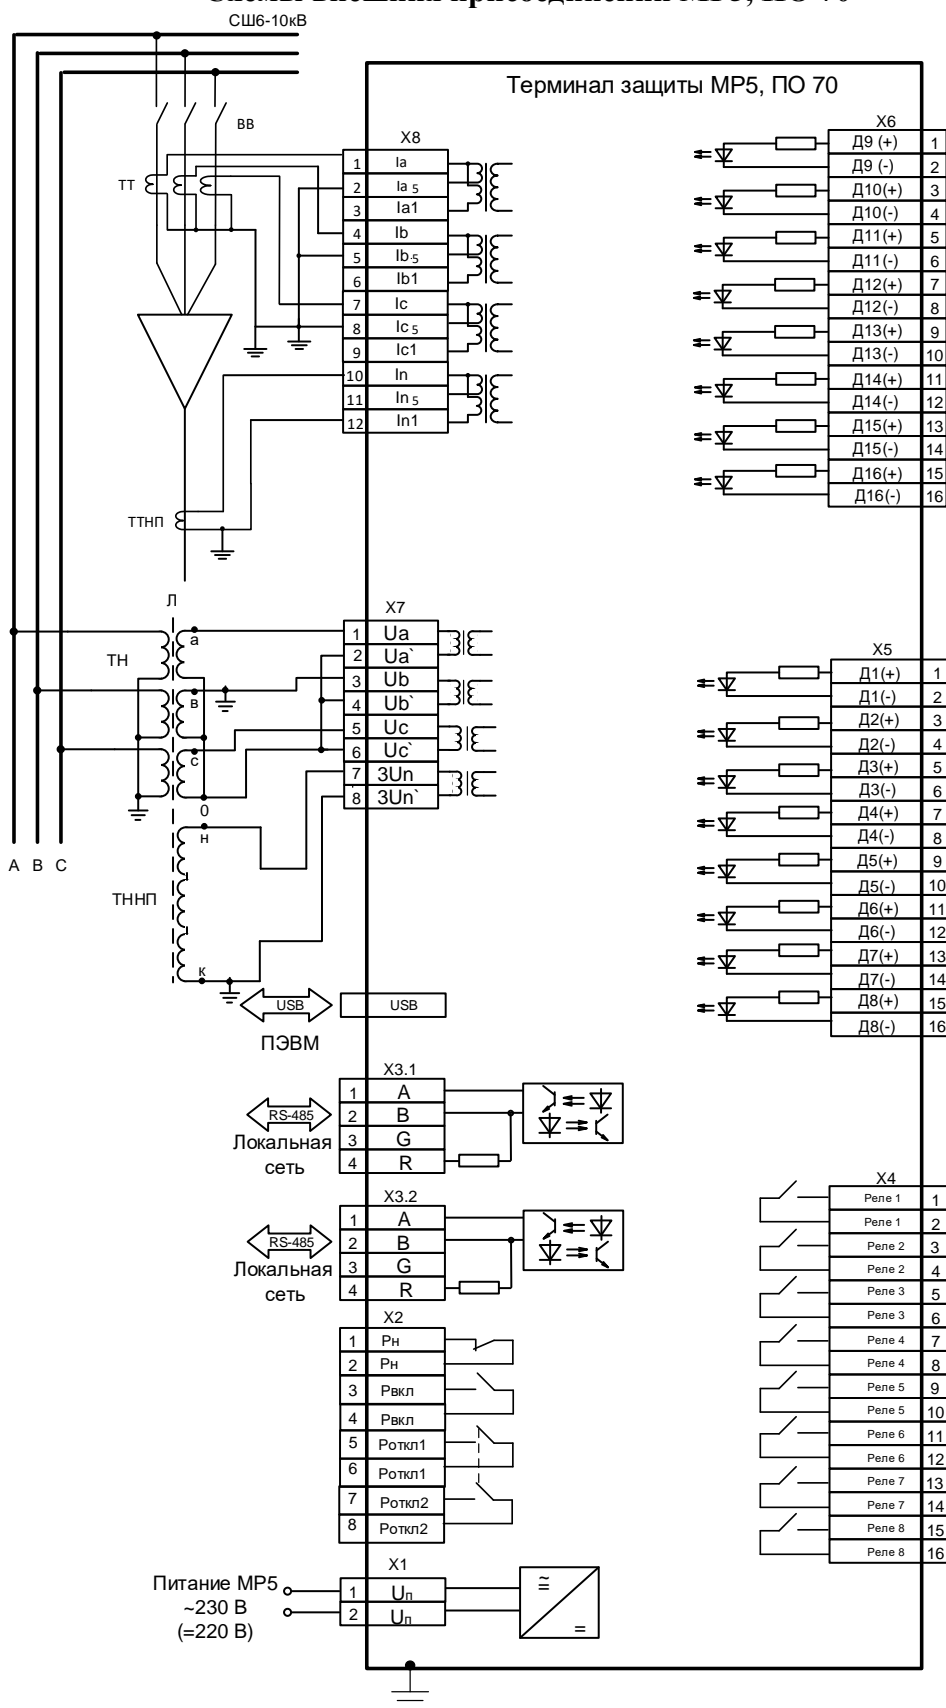 СШ6-10кВ
Терминал защиты МР5, ПО 70
ВВ
ТТ
ТТНП
Л
X8
1 Ia
2 Ia 5
3 Ia1
4 Ib
5 Ib 5
6 Ib1
7 Ic
8 Ic 5
9 Ic1
10 In
11 In 5
12 In1
X6
Д9 (+) 1
Д9 (-) 2
Д10(+) 3
Д10(-) 4
Д11(+) 5
Д11(-) 6
Д12(+) 7
Д12(-) 8
Д13(+) 9
Д13(-) 10
Д14(+) 11
Д14(-) 12
Д15(+) 13
Д15(-) 14
Д16(+) 15
Д16(-) 16
ТН
а
в
с
0
н
к
ТННП
А В С
X7
1 Ua
2 Ua`
3 Ub
4 Ub`
5 Uc
6 Uc`
7 3Un
8 3Un`
X5
Д1(+) 1
Д1(-) 2
Д2(+) 3
Д2(-) 4
Д3(+) 5
Д3(-) 6
Д4(+) 7
Д4(-) 8
Д5(+) 9
Д5(-) 10
Д6(+) 11
Д6(-) 12
Д7(+) 13
Д7(-) 14
Д8(+) 15
Д8(-) 16
USB
USB
ПЭВМ
X3.1
1 A
2 B
3 G
4 R
RS-485
Локальная
сеть
X3.2
1 A
2 B
3 G
4 R
RS-485
Локальная
сеть
X2
1 Рн
2 Рн
3 Рвкл
4 Рвкл
5 Роткл1
6 Роткл1
7 Роткл2
8 Роткл2
X4
Реле 1 1
Реле 1 2
Реле 2 3
Реле 2 4
Реле 3 5
Реле 3 6
Реле 4 7
Реле 4 8
Реле 5 9
Реле 5 10
Реле 6 11
Реле 6 12
Реле 7 13
Реле 7 14
Реле 8 15
Реле 8 16
X1
1 Uп
2 Uп
Питание МР5
~230 В
(=220 В)